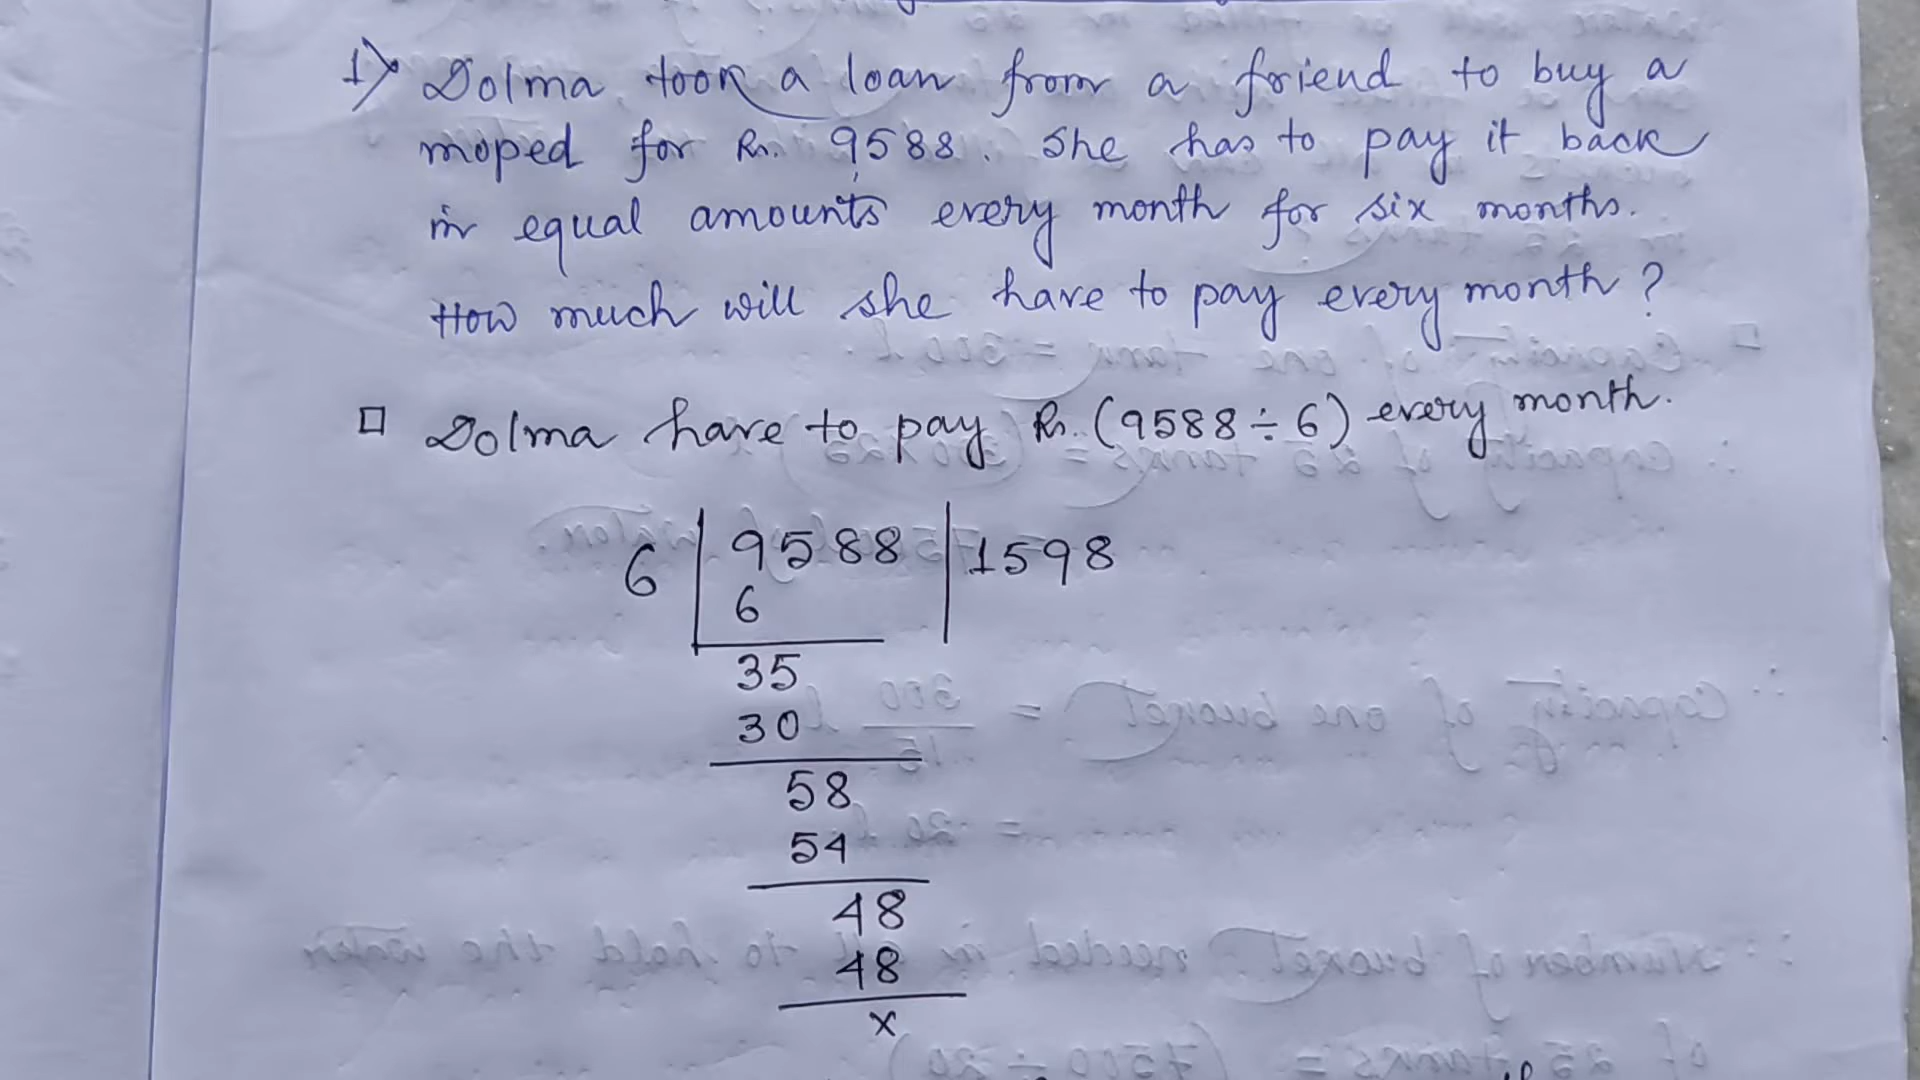 1) Dolma took a loan from a friend to buy a
moped for Rs. 9588. She has to pay it back
in equal amounts every month for six months.
How much will she have to pay every month?
□ Dolma have to pay Rs. (9588 ÷ 6) every month.
6 | 9588 | 1598
6
35
30
58
54
48
48
x